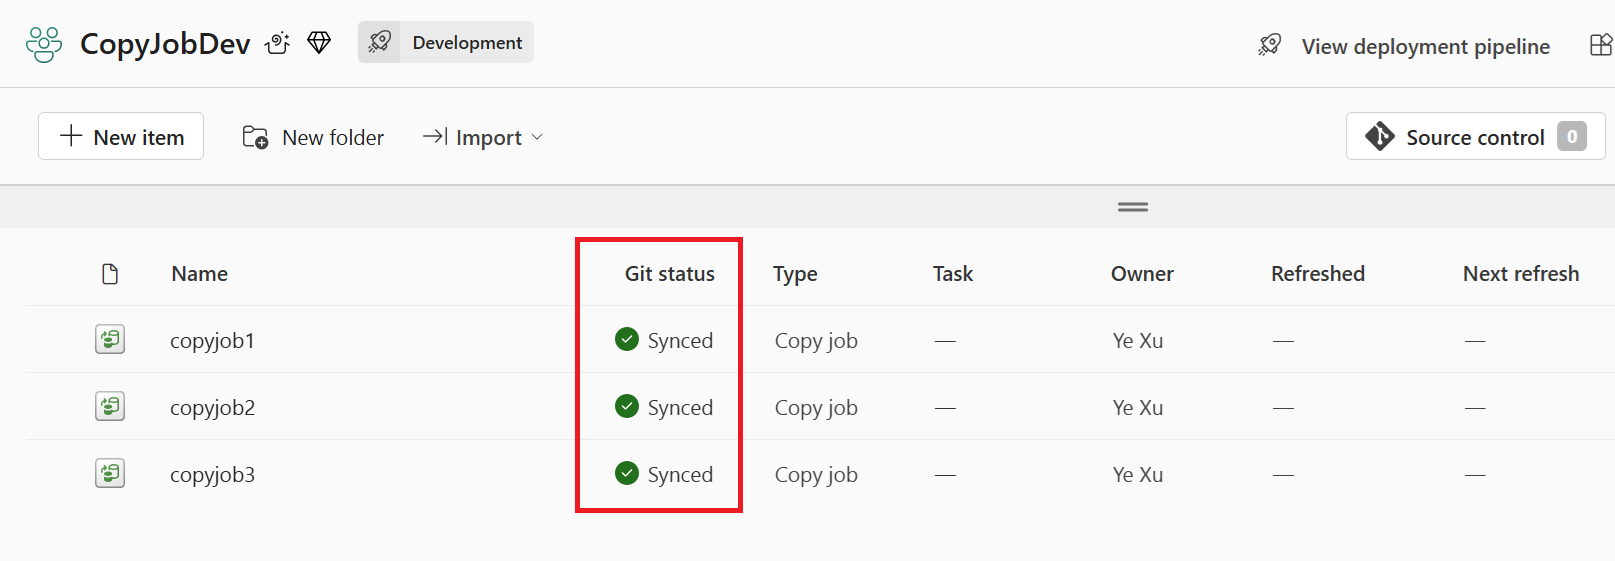 CopyJobDev Development View deployment pipeline
New item New folder Import Source control 0
Name Git status Type Task Owner Refreshed Next refresh
copyjob1 Synced Copy job — Ye Xu — —
copyjob2 Synced Copy job — Ye Xu — —
copyjob3 Synced Copy job — Ye Xu — —